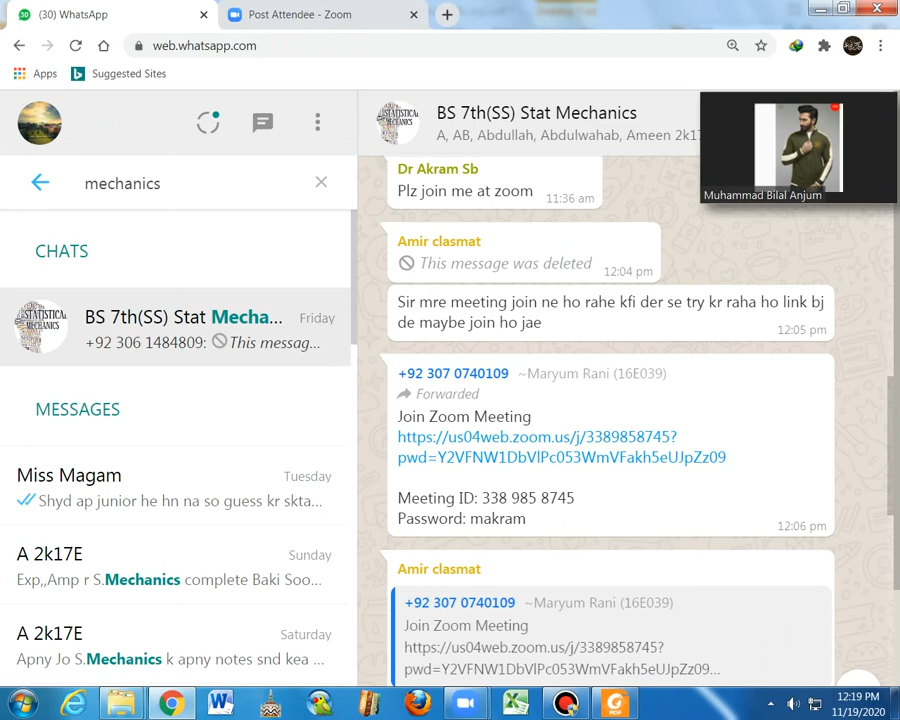 (30) WhatsApp
Post Attendee - Zoom
web.whatsapp.com
Apps
Suggested Sites
mechanics
CHATS
BS 7th(SS) Stat Mecha...
Friday
+92 306 1484809: This messag...
MESSAGES
Miss Magam
Tuesday
Shyd ap junior he hn na so guess kr skta...
A 2k17E
Sunday
Exp,,Amp r S.Mechanics complete Baki Soo...
A 2k17E
Saturday
Apny Jo S.Mechanics k apny notes snd kea ...
BS 7th(SS) Stat Mechanics
A, AB, Abdullah, Abdulwahab, Ameen 2k1
Muhammad Bilal Anjum
Dr Akram Sb
Plz join me at zoom
11:36 am
Amir clasmat
This message was deleted
12:04 pm
Sir mre meeting join ne ho rahe kfi der se try kr raha ho link bj
de maybe join ho jae
12:05 pm
+92 307 0740109 ~Maryum Rani (16E039)
Forwarded
Join Zoom Meeting
https://us04web.zoom.us/j/3389858745?
pwd=Y2VFNW1DbVlPc053WmVFakh5eUJpZz09
Meeting ID: 338 985 8745
Password: makram
12:06 pm
Amir clasmat
+92 307 0740109 ~Maryum Rani (16E039)
Join Zoom Meeting
https://us04web.zoom.us/j/3389858745?
pwd=Y2VFNW1DbVlPc053WmVFakh5eUJpZz09...
12:19 PM
11/19/2020